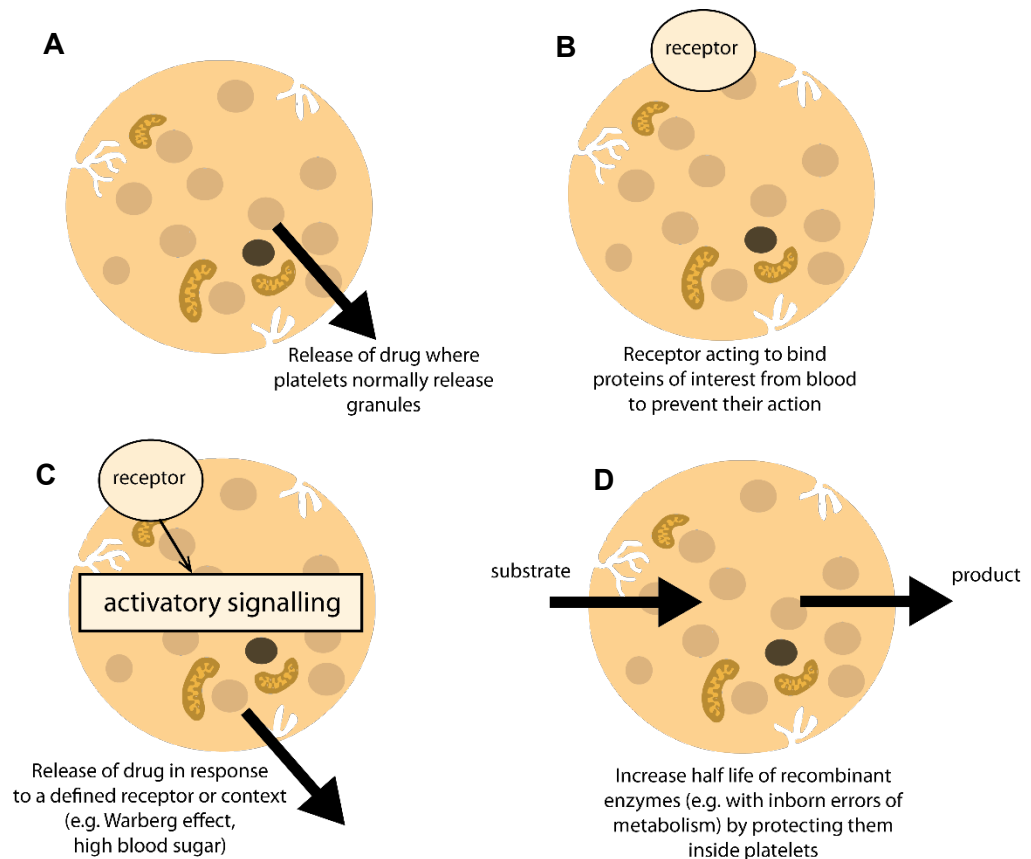 A
Release of drug where
platelets normally release
granules
B
receptor
Receptor acting to bind
proteins of interest from blood
to prevent their action
C
receptor
activatory signalling
Release of drug in response
to a defined receptor or context
(e.g. Warberg effect,
high blood sugar)
D
substrate
product
Increase half life of recombinant
enzymes (e.g. with inborn errors of
metabolism) by protecting them
inside platelets